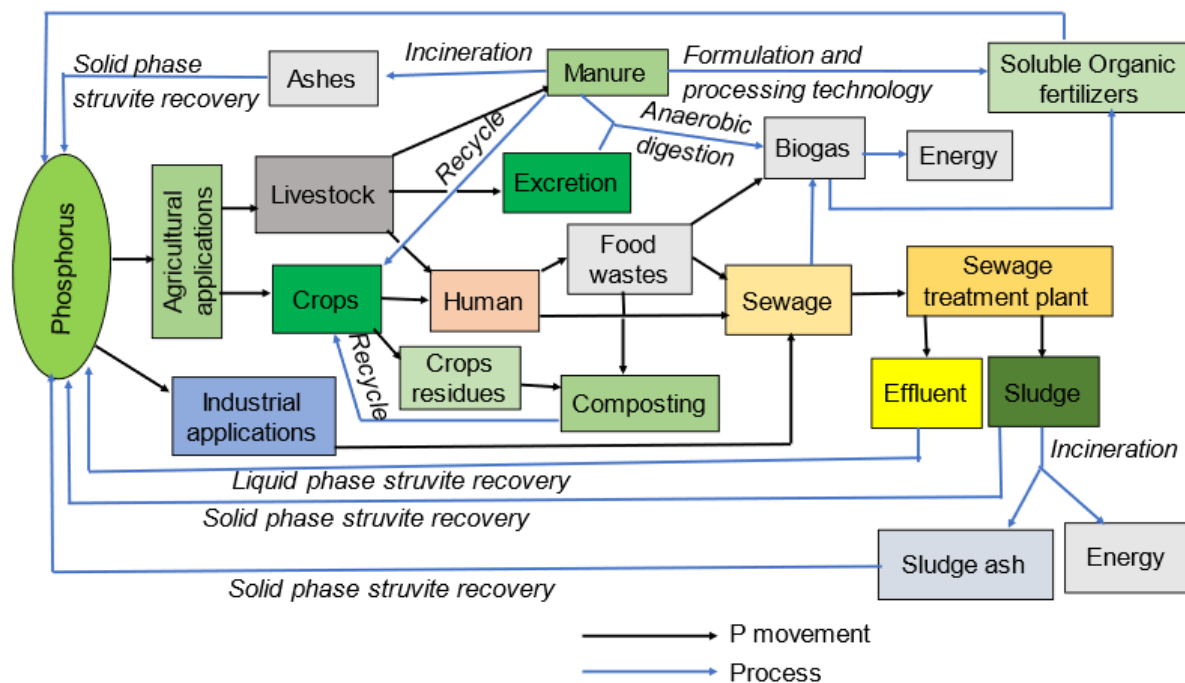 Solid phase
struvite recovery
Ashes
Incineration
Manure
Formulation and
processing technology
Soluble Organic
fertilizers
Recycle
Anaerobic
digestion
Biogas
Energy
Phosphorus
Agricultural
applications
Livestock
Excretion
Food
wastes
Sewage
treatment plant
Crops
Human
Sewage
Recycle
Crops
residues
Composting
Effluent
Sludge
Industrial
applications
Incineration
Liquid phase struvite recovery
Solid phase struvite recovery
Sludge ash
Energy
Solid phase struvite recovery
P movement
Process